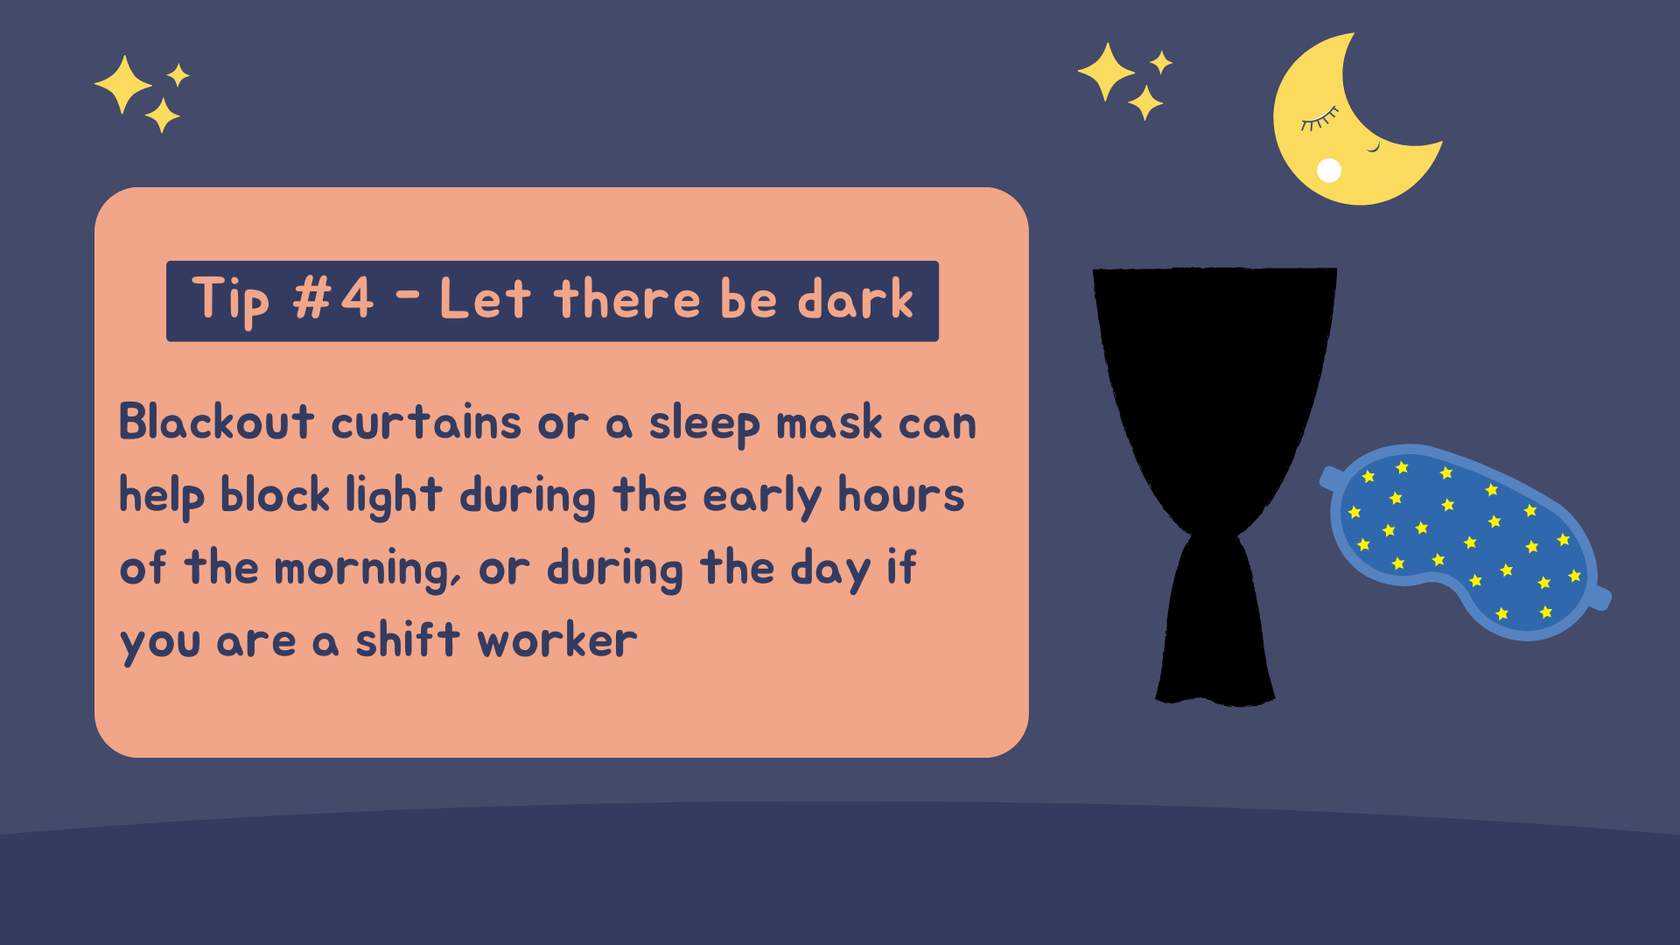 Tip #4 - Let there be dark
Blackout curtains or a sleep mask can
help block light during the early hours
of the morning, or during the day if
you are a shift worker